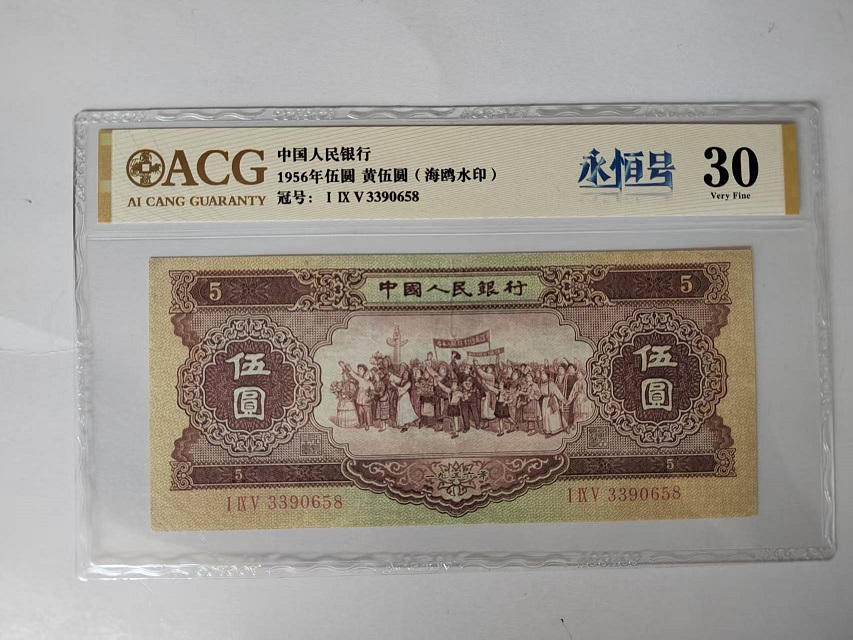 ACG
AI CANG GUARANTY
中国人民银行
1956年伍圆 黄伍圆（海鸥水印）
冠号： I IX V 3390658
永恒号
30
Very Fine
5
中國人民銀行
5
伍圓
伍圓
5
5
I IX V 3390658
I IX V 3390658